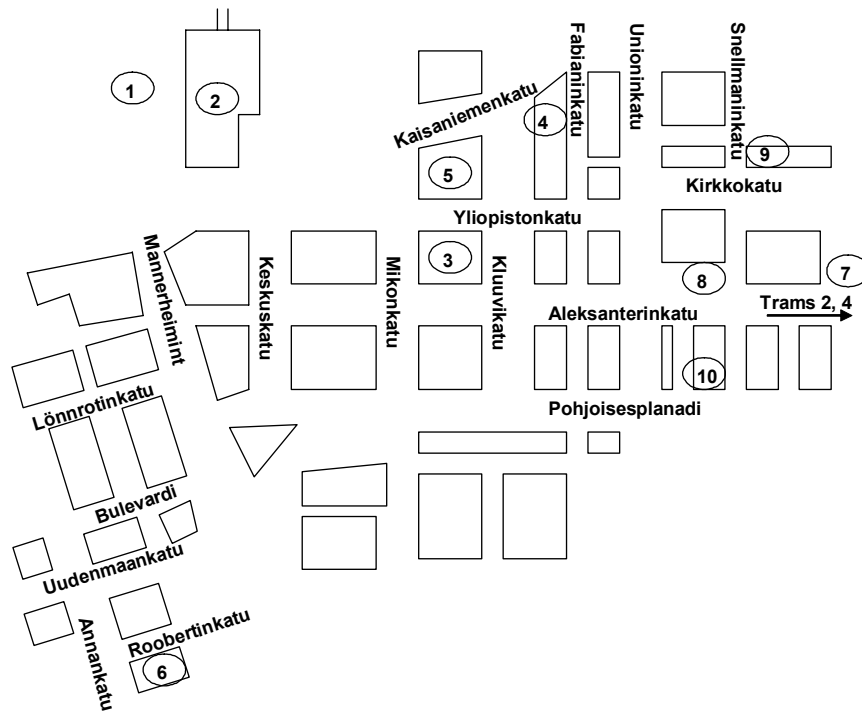 Fabianinkatu
Unioninkatu
Snellmaninkatu
1
2
Kaisaniemenkatu
4
9
5
Kirkkokatu
Yliopistonkatu
Mannerheimint
Keskuskatu
Mikonkatu
3
Kluuvikatu
8
7
Trams 2, 4
Aleksanterinkatu
10
Pohjoisesplanadi
Lönnrotinkatu
Bulevardi
Uudenmaankatu
Annankatu
Roobertinkatu
6